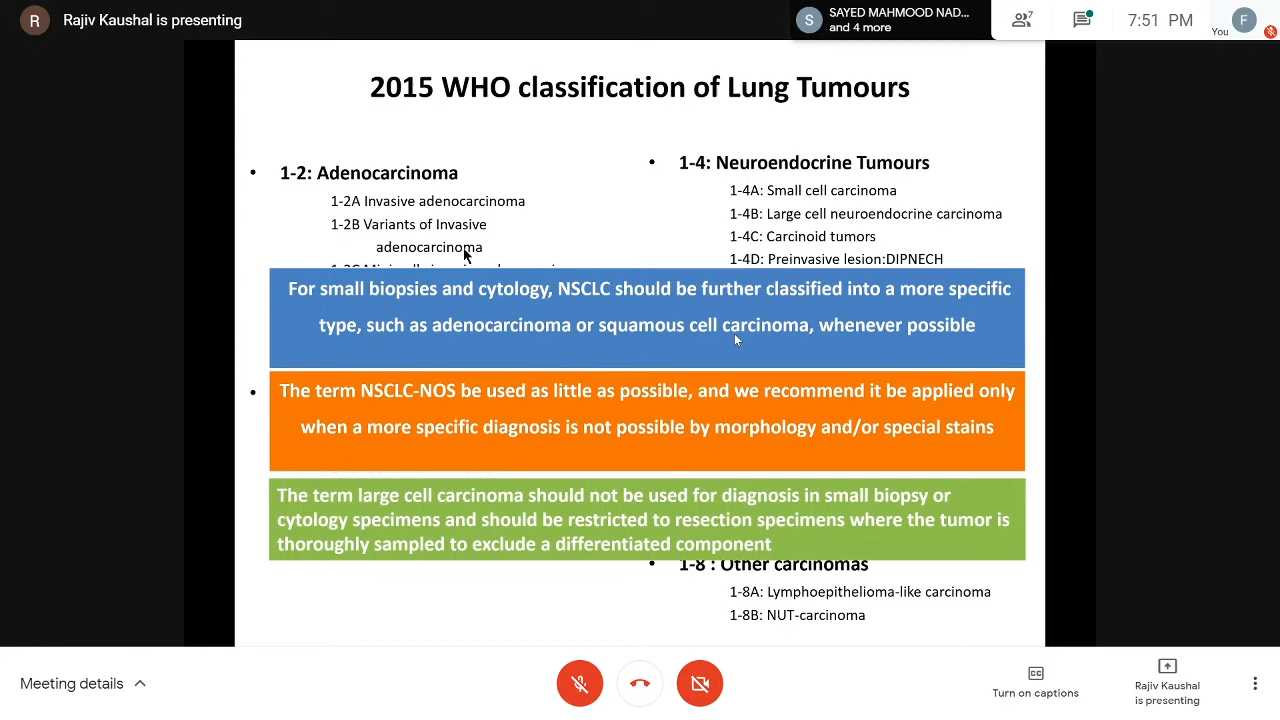 R
Rajiv Kaushal is presenting
S
SAYED MAHMOOD NAD...
and 4 more
7
7:51 PM
You
F
2015 WHO classification of Lung Tumours
• 1-2: Adenocarcinoma
1-2A Invasive adenocarcinoma
1-2B Variants of Invasive
adenocarcinoma
• 1-4: Neuroendocrine Tumours
1-4A: Small cell carcinoma
1-4B: Large cell neuroendocrine carcinoma
1-4C: Carcinoid tumors
1-4D: Preinvasive lesion:DIPNECH
For small biopsies and cytology, NSCLC should be further classified into a more specific
type, such as adenocarcinoma or squamous cell carcinoma, whenever possible
• The term NSCLC-NOS be used as little as possible, and we recommend it be applied only
when a more specific diagnosis is not possible by morphology and/or special stains
The term large cell carcinoma should not be used for diagnosis in small biopsy or
cytology specimens and should be restricted to resection specimens where the tumor is
thoroughly sampled to exclude a differentiated component
• 1-8 : Other carcinomas
1-8A: Lymphoepithelioma-like carcinoma
1-8B: NUT-carcinoma
Meeting details
CC
Turn on captions
Rajiv Kaushal
is presenting